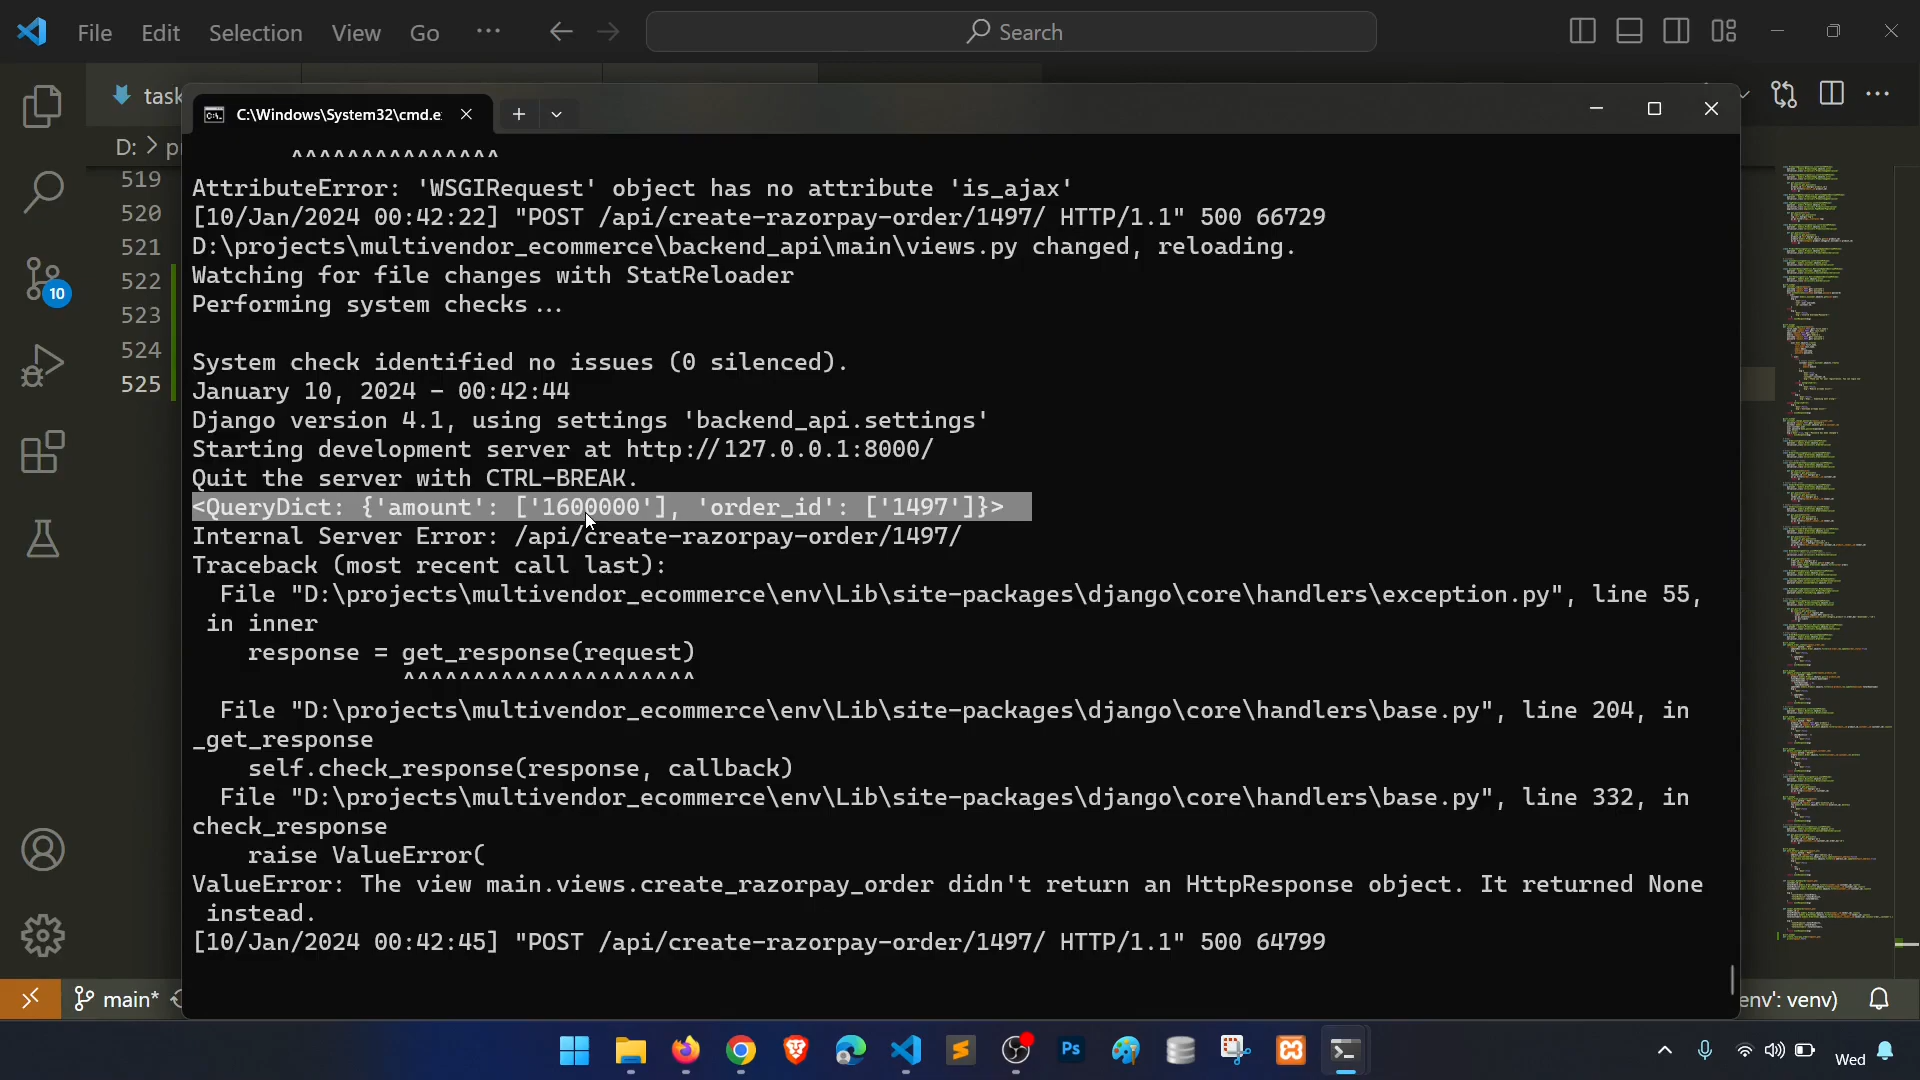 File Edit Selection View Go ··· Search
task
C:\Windows\System32\cmd.e
D: > p
519
520
521
522
523
524
525
10
^^^^^^^^^^^^^^^
AttributeError: 'WSGIRequest' object has no attribute 'is_ajax'
[10/Jan/2024 00:42:22] "POST /api/create-razorpay-order/1497/ HTTP/1.1" 500 66729
D:\projects\multivendor_ecommerce\backend_api\main\views.py changed, reloading.
Watching for file changes with StatReloader
Performing system checks...
System check identified no issues (0 silenced).
January 10, 2024 - 00:42:44
Django version 4.1, using settings 'backend_api.settings'
Starting development server at http://127.0.0.1:8000/
Quit the server with CTRL-BREAK.
<QueryDict: {'amount': ['1600000'], 'order_id': ['1497']}>
Internal Server Error: /api/create-razorpay-order/1497/
Traceback (most recent call last):
File "D:\projects\multivendor_ecommerce\env\Lib\site-packages\django\core\handlers\exception.py", line 55,
in inner
response = get_response(request)
^^^^^^^^^^^^^^^^^^^^^
File "D:\projects\multivendor_ecommerce\env\Lib\site-packages\django\core\handlers\base.py", line 204, in
_get_response
self.check_response(response, callback)
File "D:\projects\multivendor_ecommerce\env\Lib\site-packages\django\core\handlers\base.py", line 332, in
check_response
raise ValueError(
ValueError: The view main.views.create_razorpay_order didn't return an HttpResponse object. It returned None
instead.
[10/Jan/2024 00:42:45] "POST /api/create-razorpay-order/1497/ HTTP/1.1" 500 64799
main* env': venv)
Ps
Wed